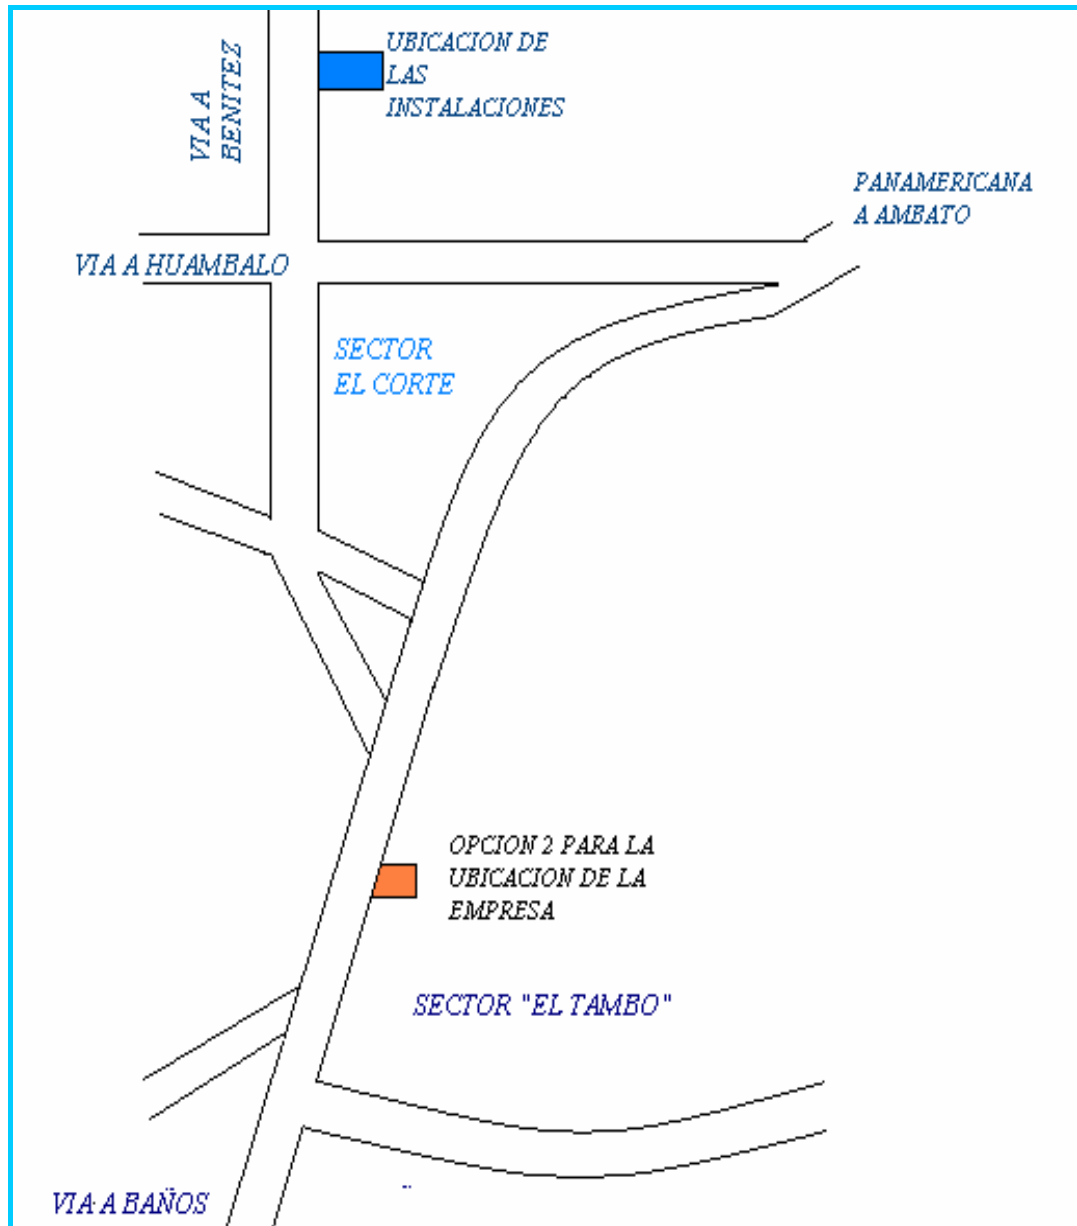 UBICACION DE
LAS
INSTALACIONES
VIA A
BENITEZ
PANAMERICANA
A AMBATO
VIA A HUAMBALO
SECTOR
EL CORTE
OPCION 2 PARA LA
UBICACION DE LA
EMPRESA
SECTOR "EL TAMBO"
VIA A BAÑOS